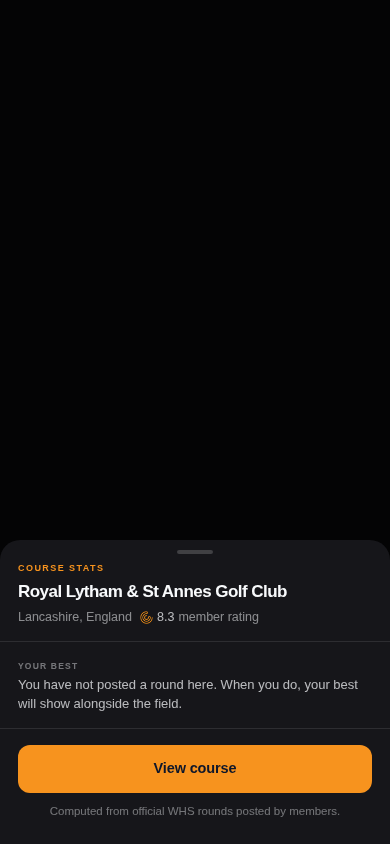 COURSE STATS
Royal Lytham & St Annes Golf Club
Lancashire, England 8.3 member rating
YOUR BEST
You have not posted a round here. When you do, your best
will show alongside the field.
View course
Computed from official WHS rounds posted by members.